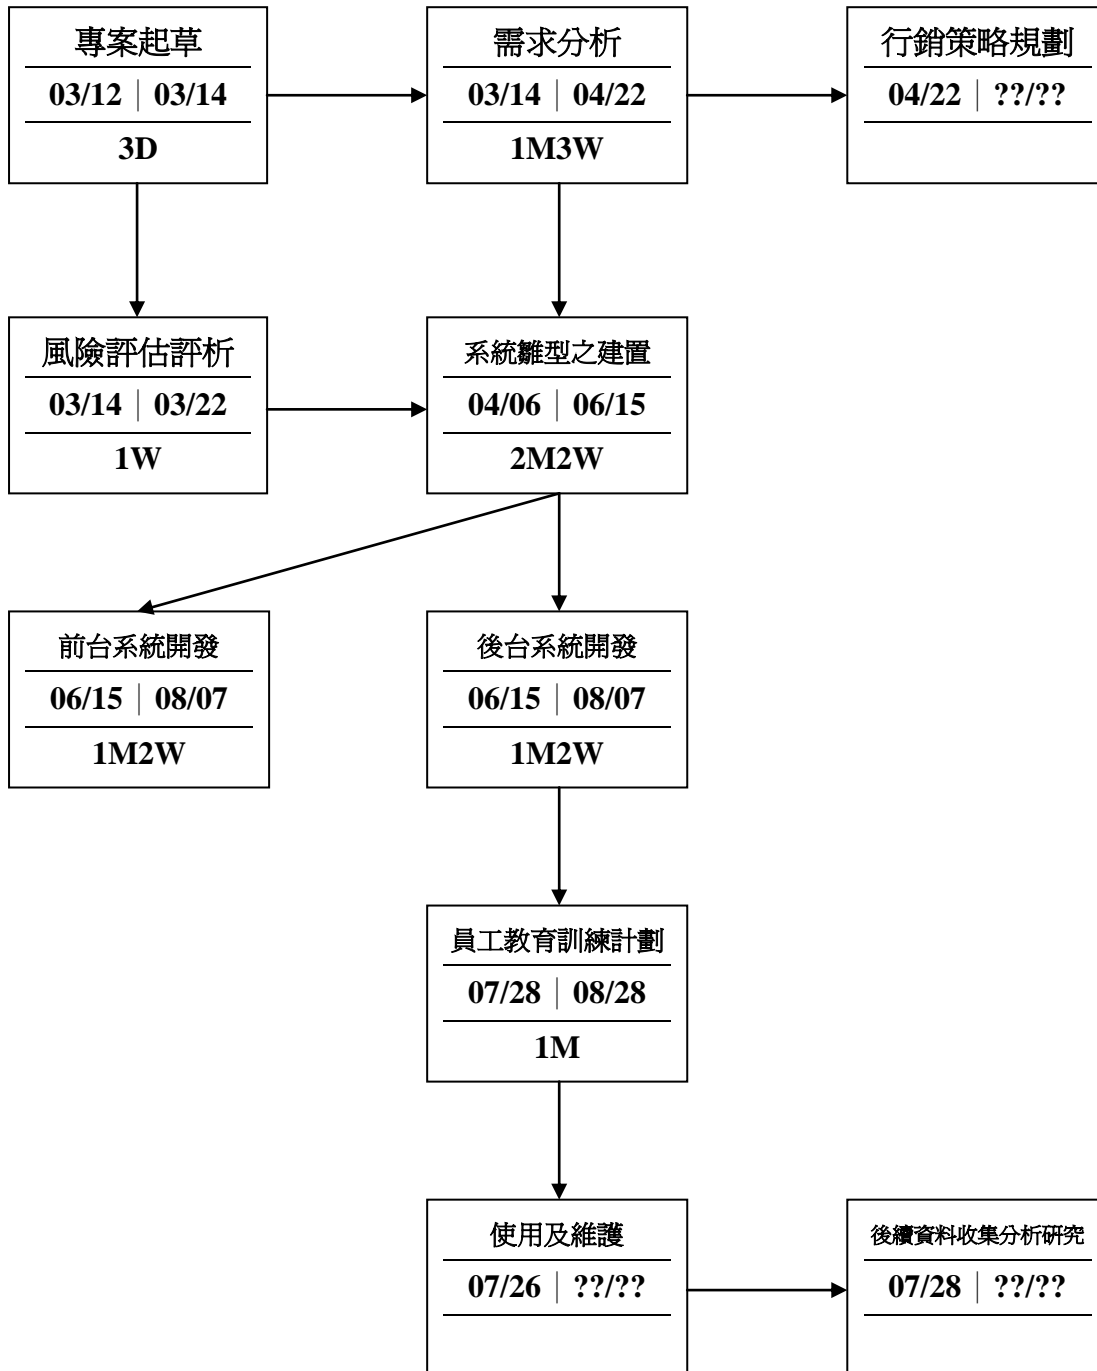 專案起草
03/12 | 03/14
3D
需求分析
03/14 | 04/22
1M3W
行銷策略規劃
04/22 | ??/??
風險評估評析
03/14 | 03/22
1W
系統雛型之建置
04/06 | 06/15
2M2W
前台系統開發
06/15 | 08/07
1M2W
後台系統開發
06/15 | 08/07
1M2W
員工教育訓練計劃
07/28 | 08/28
1M
使用及維護
07/26 | ??/??
後續資料收集分析研究
07/28 | ??/??